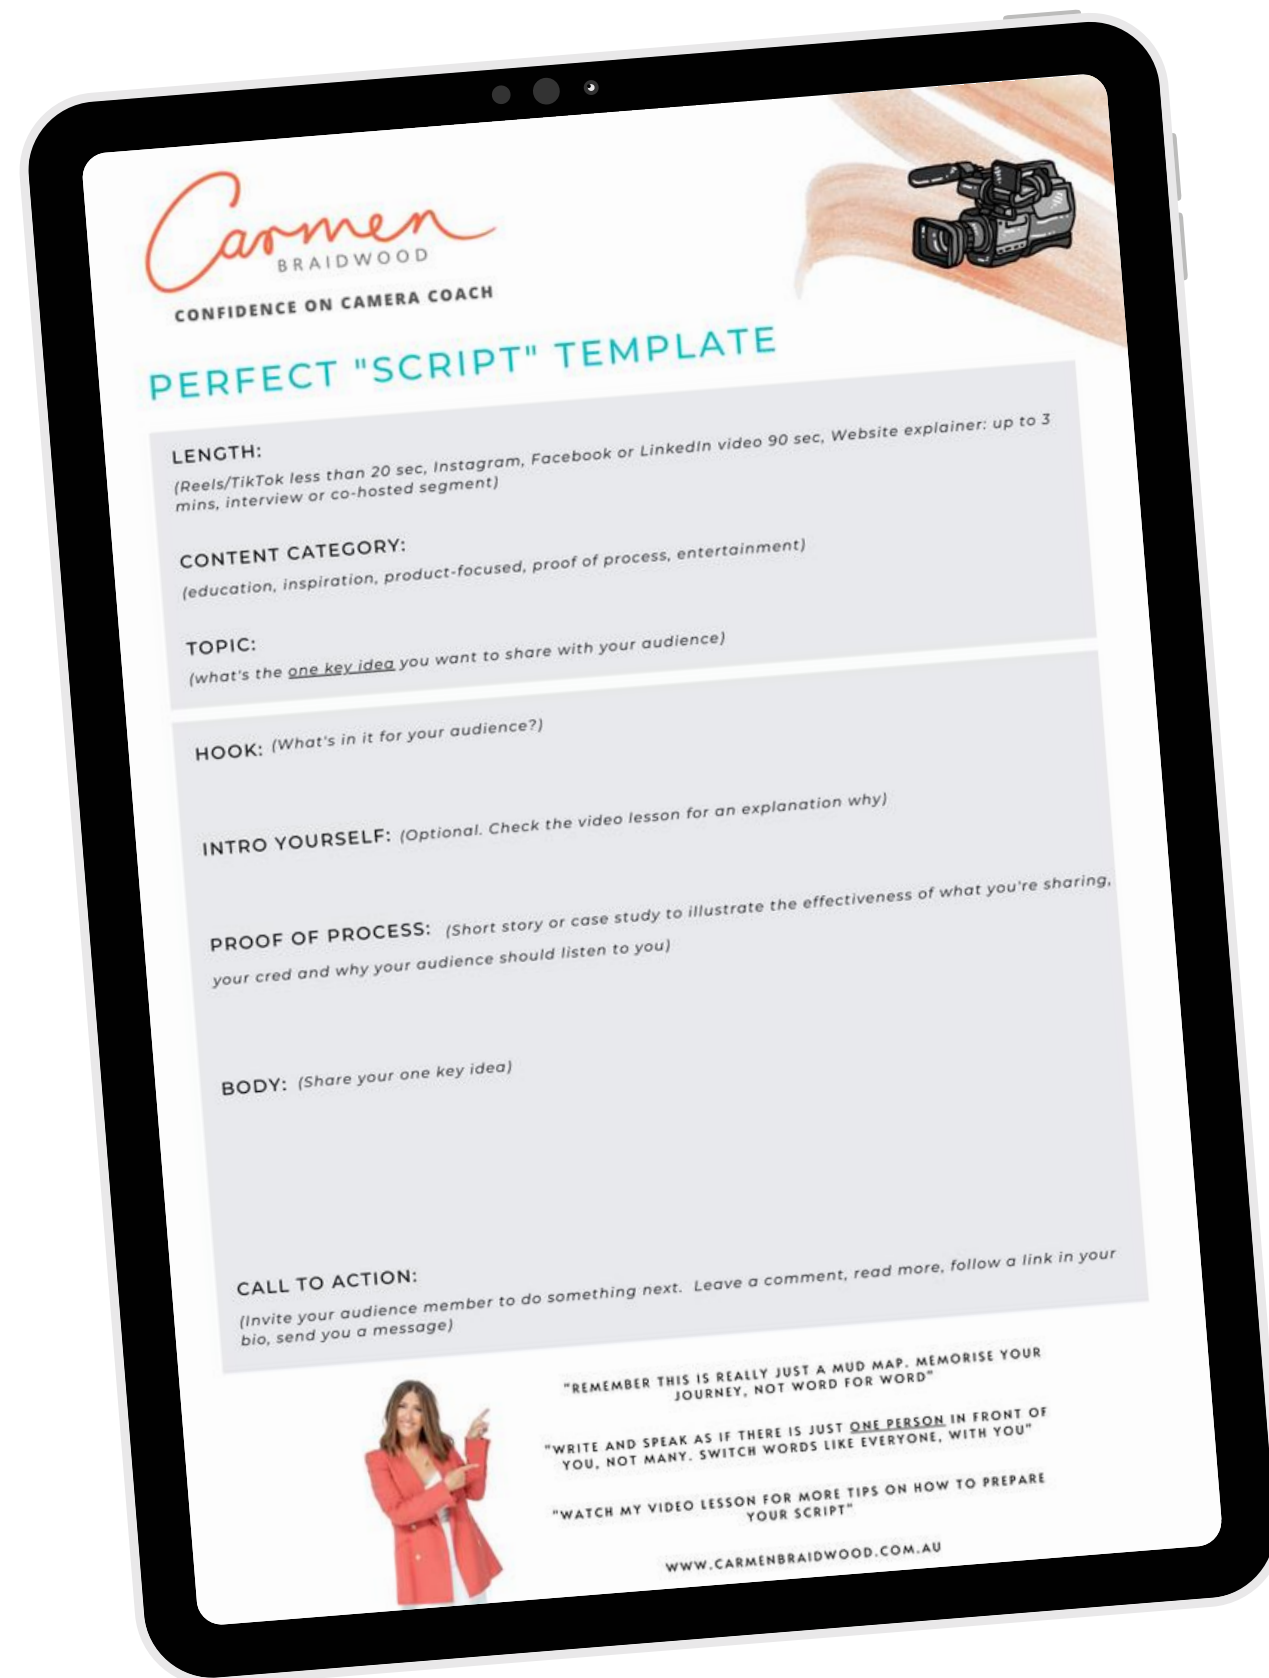 Carmen
BRAIDWOOD
CONFIDENCE ON CAMERA COACH
PERFECT "SCRIPT" TEMPLATE
LENGTH:
(Reels/TikTok less than 20 sec, Instagram, Facebook or LinkedIn video 90 sec, Website explainer: up to 3
mins, interview or co-hosted segment)
CONTENT CATEGORY:
(education, inspiration, product-focused, proof of process, entertainment)
TOPIC:
(what's the one key idea you want to share with your audience)
HOOK: (What's in it for your audience?)
INTRO YOURSELF: (Optional. Check the video lesson for an explanation why)
PROOF OF PROCESS: (Short story or case study to illustrate the effectiveness of what you're sharing,
your cred and why your audience should listen to you)
BODY: (Share your one key idea)
CALL TO ACTION:
(Invite your audience member to do something next. Leave a comment, read more, follow a link in your
bio, send you a message)
"REMEMBER THIS IS REALLY JUST A MUD MAP. MEMORISE YOUR
JOURNEY, NOT WORD FOR WORD"
"WRITE AND SPEAK AS IF THERE IS JUST ONE PERSON IN FRONT OF
YOU, NOT MANY. SWITCH WORDS LIKE EVERYONE, WITH YOU"
"WATCH MY VIDEO LESSON FOR MORE TIPS ON HOW TO PREPARE
YOUR SCRIPT"
WWW.CARMENBRAIDWOOD.COM.AU